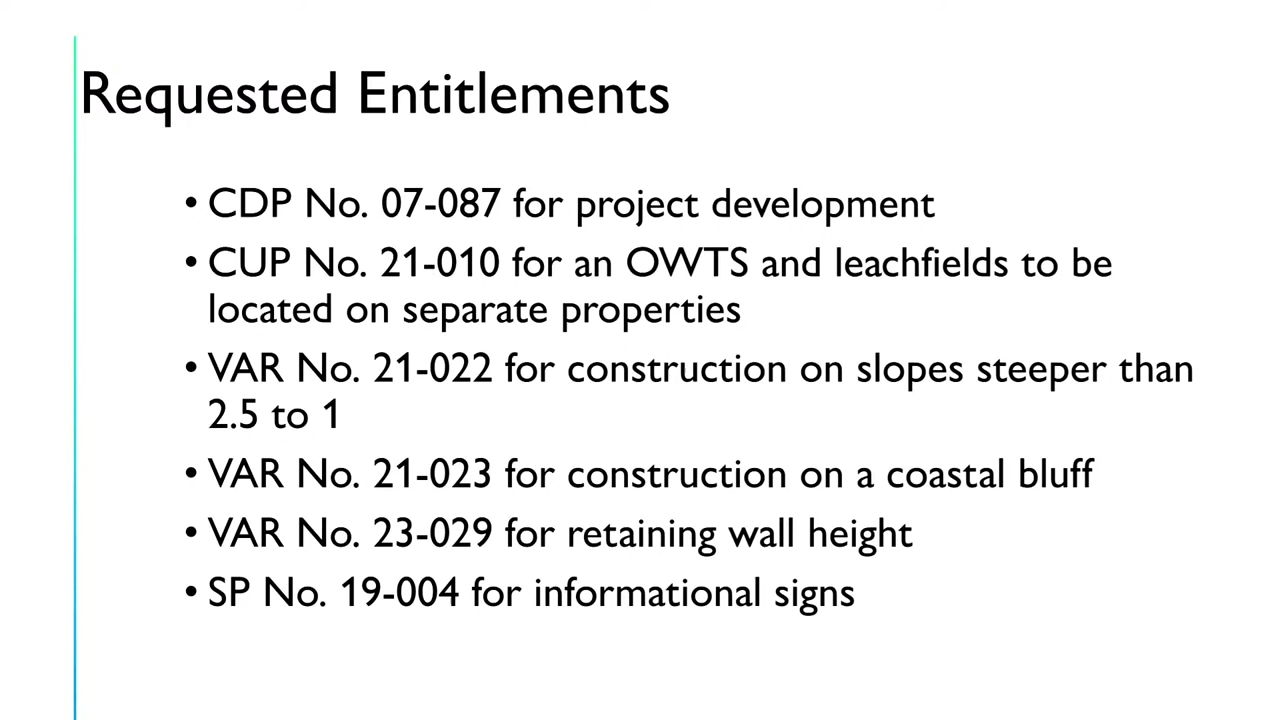 Requested Entitlements
• CDP No. 07-087 for project development
• CUP No. 21-010 for an OWTS and leachfields to be
located on separate properties
• VAR No. 21-022 for construction on slopes steeper than
2.5 to 1
• VAR No. 21-023 for construction on a coastal bluff
• VAR No. 23-029 for retaining wall height
• SP No. 19-004 for informational signs